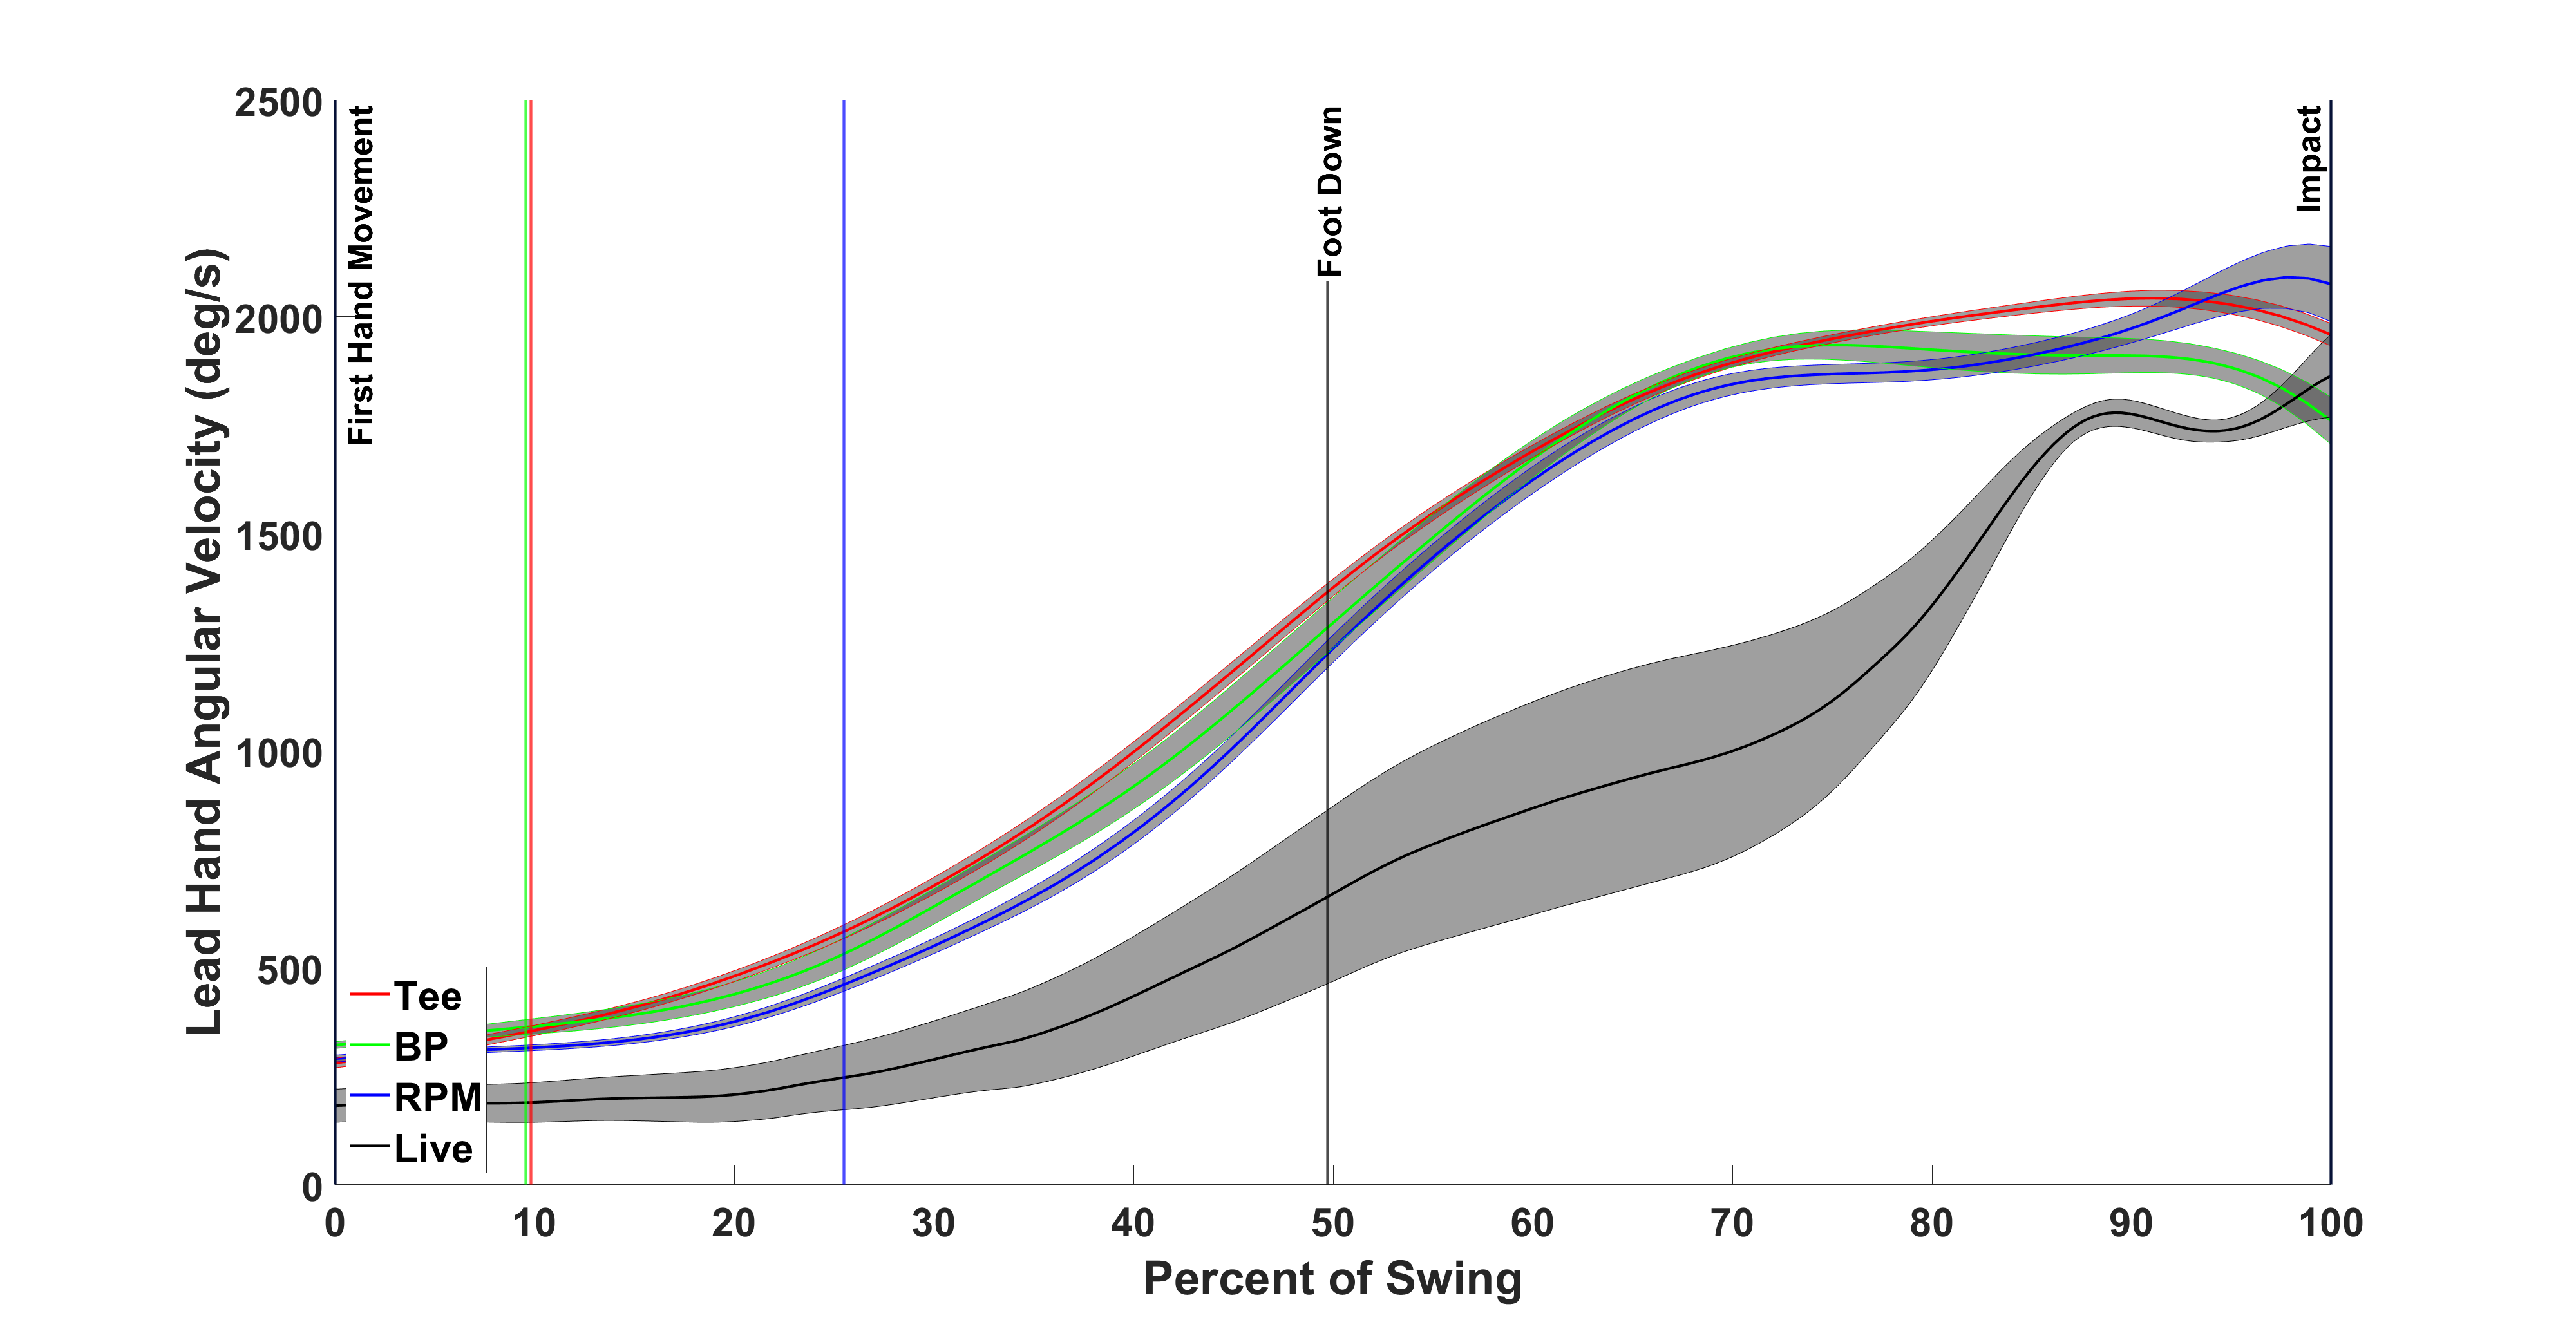 Lead Hand Angular Velocity (deg/s)
2500
2000
1500
1000
500
0
First Hand Movement
Foot Down
Impact
Tee
BP
RPM
Live
0 10 20 30 40 50 60 70 80 90 100
Percent of Swing